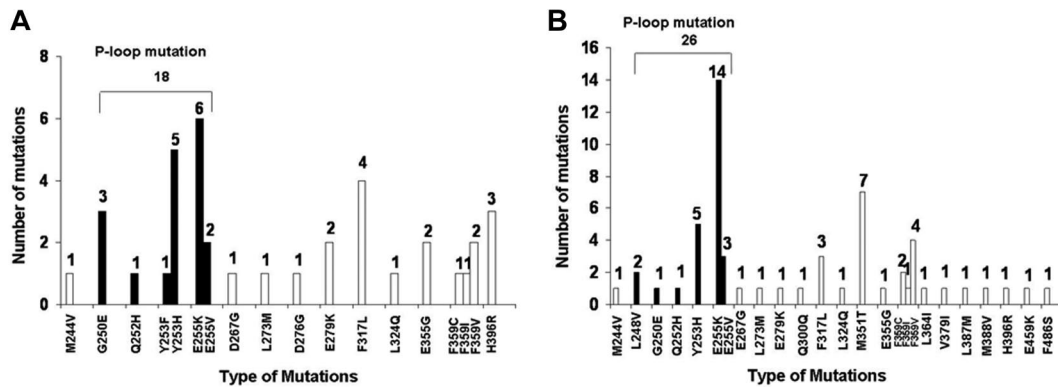 A
P-loop mutation
18
Number of mutations
8
6
4
2
0
1
3
1
1
5
6
2
1
1
1
2
4
1
2
1
1
2
3
M244V
G250E
Q252H
Y253F
Y253H
E255K
E255V
D267G
L273M
D276G
E279K
F317L
L324Q
E355G
F359C
F359I
F359V
H396R
Type of Mutations
B
P-loop mutation
26
Number of mutations
16
14
12
10
8
6
4
2
0
1
2
1
1
5
14
3
1
1
1
1
3
1
7
1
2
1
4
1
1
1
1
1
1
1
M244V
L248V
G250E
Q252H
Y253H
E255K
E255V
E267G
L273M
E279K
Q300Q
F317L
L324Q
M351T
E355G
F359C
F359I
F359V
L364I
V379I
L387M
M388V
H396R
E459K
F486S
Type of Mutations